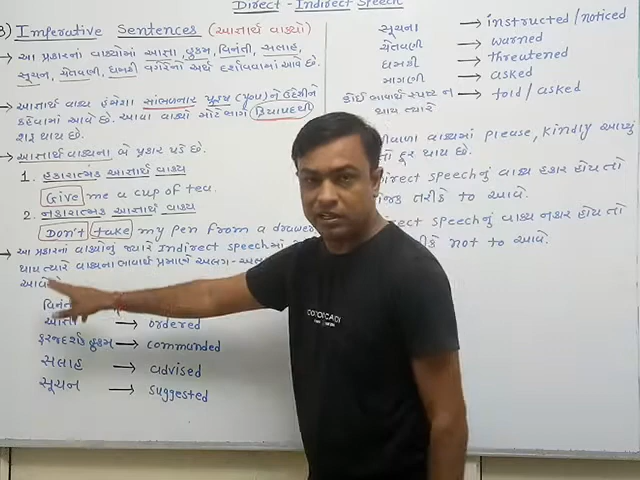 Direct - Indirect Speech
3) Imperative Sentences (આજ્ઞાર્થ વાક્યો)
→ આ પ્રકારનાં વાક્યોમાં આજ્ઞા, હુકમ, વિનંતી, સલાહ,
સૂચન, ચેતવણી, ધમકી વગેરેનો અર્થ દર્શાવવામાં આવે છે.
→ આજ્ઞાર્થ વાક્ય હંમેશા સાંભળનાર પુરુષ (you) ને ઉદ્દેશીને
કહેવામાં આવે છે. આવા વાક્યો મોટેભાગે ક્રિયાપદથી
શરૂ થાય છે.
→ આજ્ઞાર્થ વાક્યના બે પ્રકાર પડે છે.
1. હકારાત્મક આજ્ઞાર્થ વાક્ય
Give me a cup of tea.
2. નકારાત્મક આજ્ઞાર્થ વાક્ય
Don't take my pen from a drawer
→ આ પ્રકારનાં વાક્યોનું જ્યારે Indirect speechમાં
થાય ત્યારે વાક્યના ભાવાર્થ પ્રમાણે અલગ-અલ
આવે
વિનંતી
આજ્ઞા → ordered
ફરજદર્શી હુકમ → commanded
સલાહ → advised
સૂચન → suggested
સૂચના → instructed/noticed
ચેતવણી → warned
ધમકી → threatened
માગણી → asked
કોઈ ભાવાર્થ સ્પષ્ટ ન → told/asked
થાય ત્યારે
વાળા વાક્યમાં please, kindly આવ્યું
તો દૂર થાય છે.
direct speechનું વાક્ય હકાર હોય તો
તરીકે to આવે.
direct speechનું વાક્ય નકાર હોય તો
not to આવે.